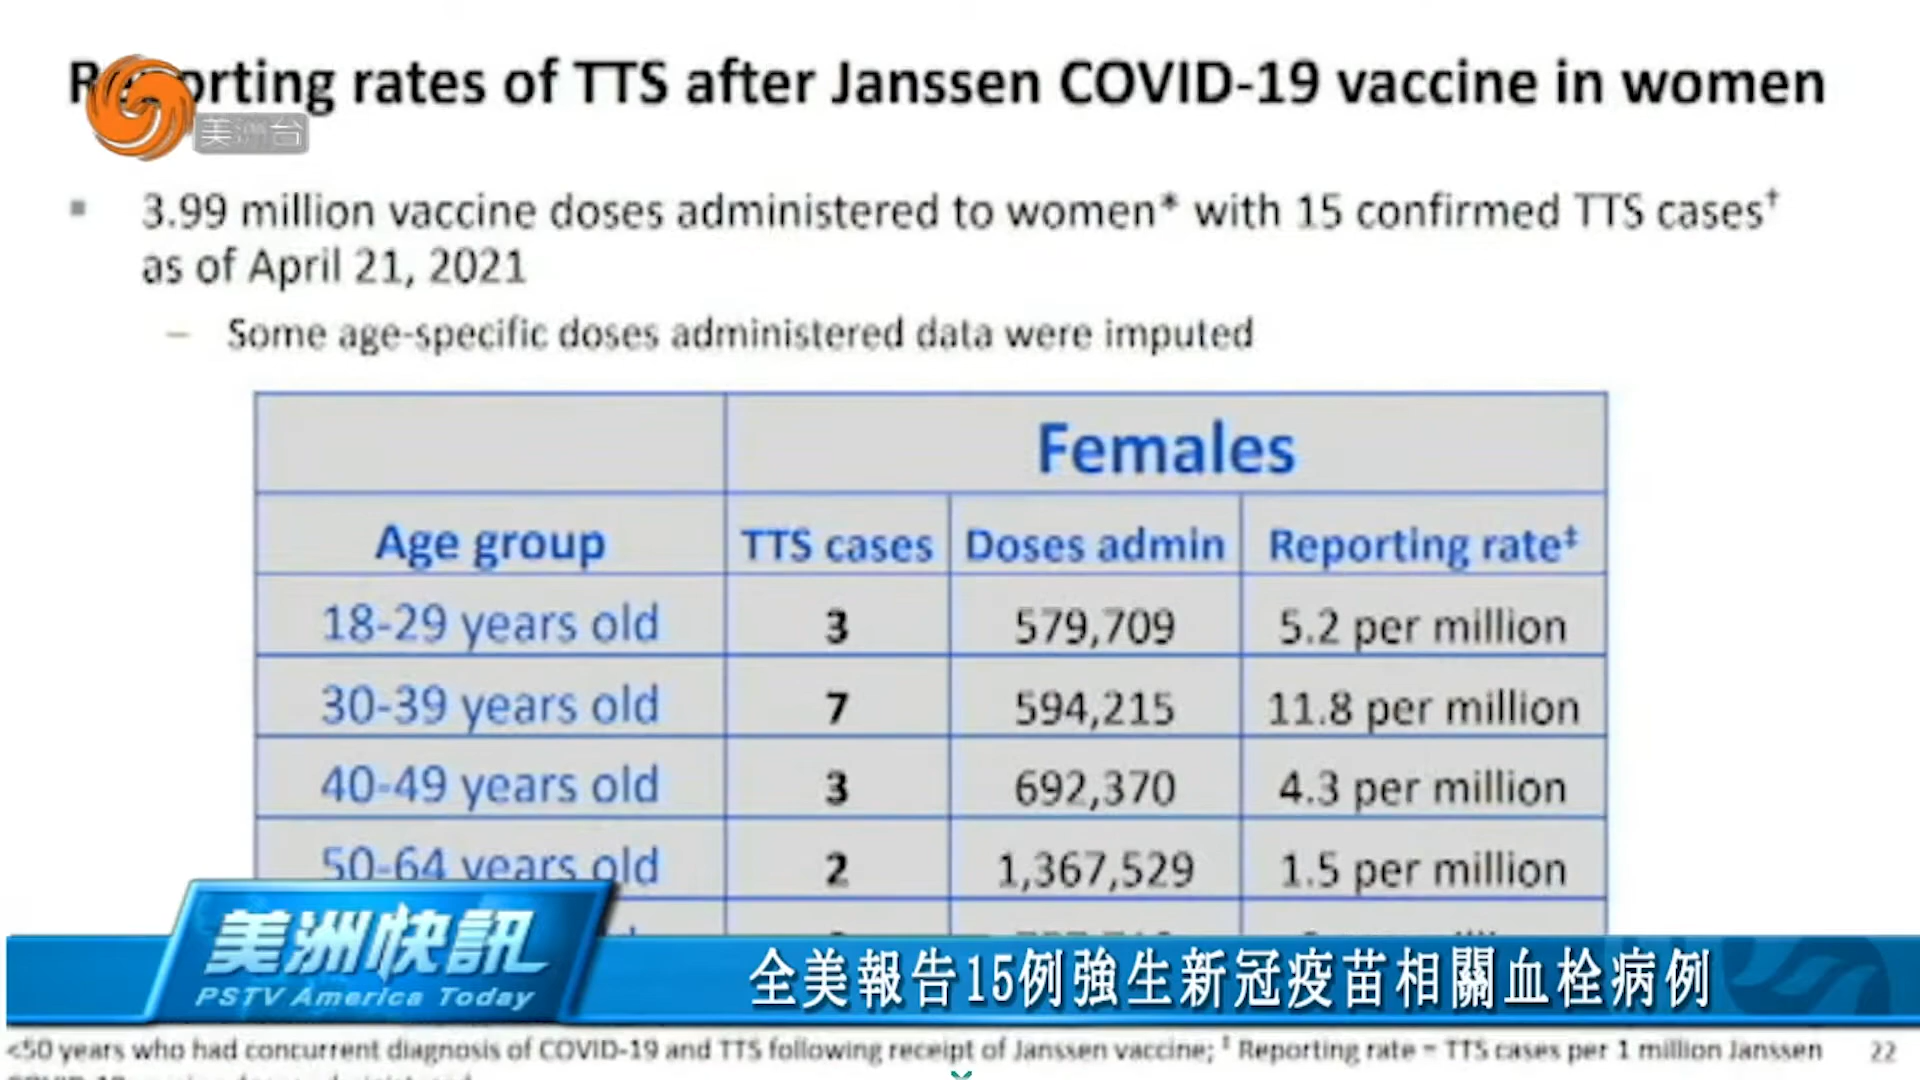 Reporting rates of TTS after Janssen COVID-19 vaccine in women
美洲台
▪ 3.99 million vaccine doses administered to women* with 15 confirmed TTS cases†
as of April 21, 2021
– Some age-specific doses administered data were imputed
Females
Age group TTS cases Doses admin Reporting rate‡
18-29 years old 3 579,709 5.2 per million
30-39 years old 7 594,215 11.8 per million
40-49 years old 3 692,370 4.3 per million
50-64 years old 2 1,367,529 1.5 per million
美洲快訊
PSTV America Today
全美報告15例強生新冠疫苗相關血栓病例
<50 years who had concurrent diagnosis of COVID-19 and TTS following receipt of Janssen vaccine; ‡ Reporting rate = TTS cases per 1 million Janssen
22